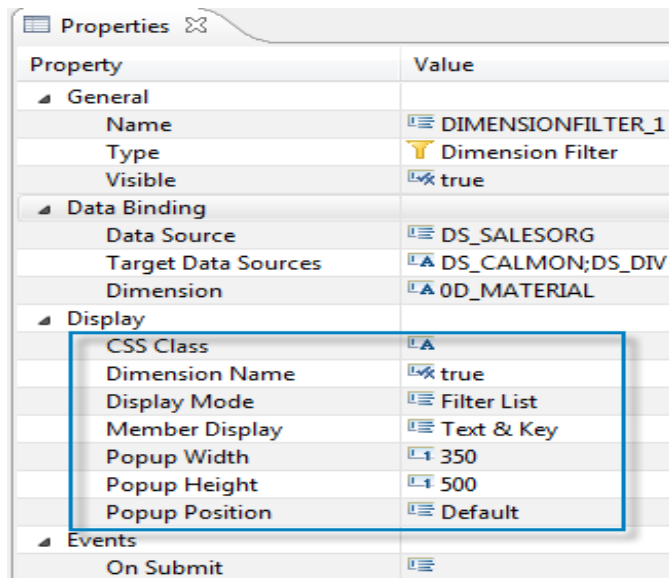 Properties
Property Value
General
Name DIMENSIONFILTER_1
Type Dimension Filter
Visible true
Data Binding
Data Source DS_SALESORG
Target Data Sources DS_CALMON;DS_DIV
Dimension 0D_MATERIAL
Display
CSS Class
Dimension Name true
Display Mode Filter List
Member Display Text & Key
Popup Width 350
Popup Height 500
Popup Position Default
Events
On Submit